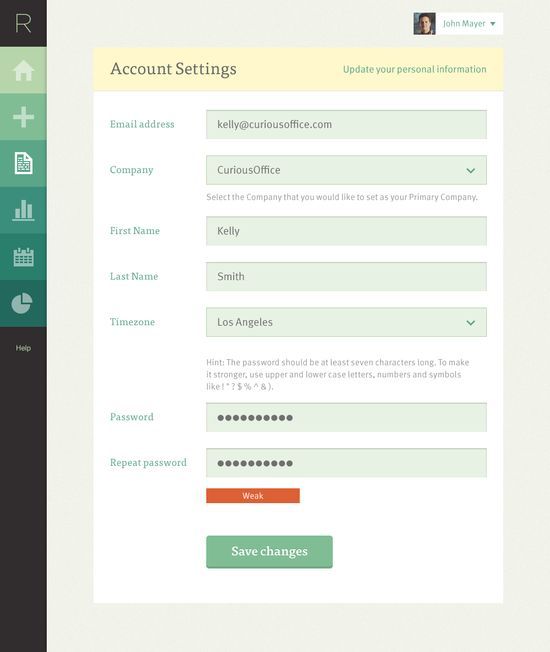 R
John Mayer
Account Settings
Update your personal information
Email address
kelly@curiousoffice.com
Company
CuriousOffice
Select the Company that you would like to set as your Primary Company.
First Name
Kelly
Last Name
Smith
Timezone
Los Angeles
Help
Hint: The password should be at least seven characters long. To make
it stronger, use upper and lower case letters, numbers and symbols
like ! " ? $ % ^ & ).
Password
●●●●●●●●●●
Repeat password
●●●●●●●●●●
Weak
Save changes